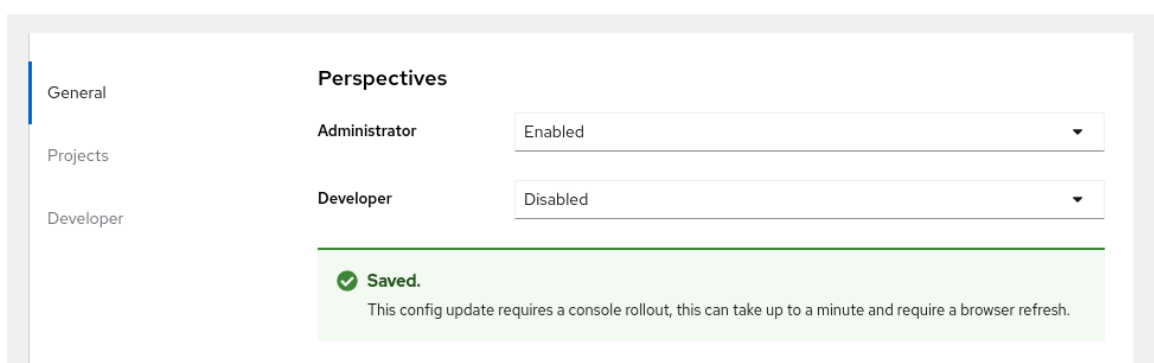 General
Projects
Developer
Perspectives
Administrator
Enabled
Developer
Disabled
Saved.
This config update requires a console rollout, this can take up to a minute and require a browser refresh.